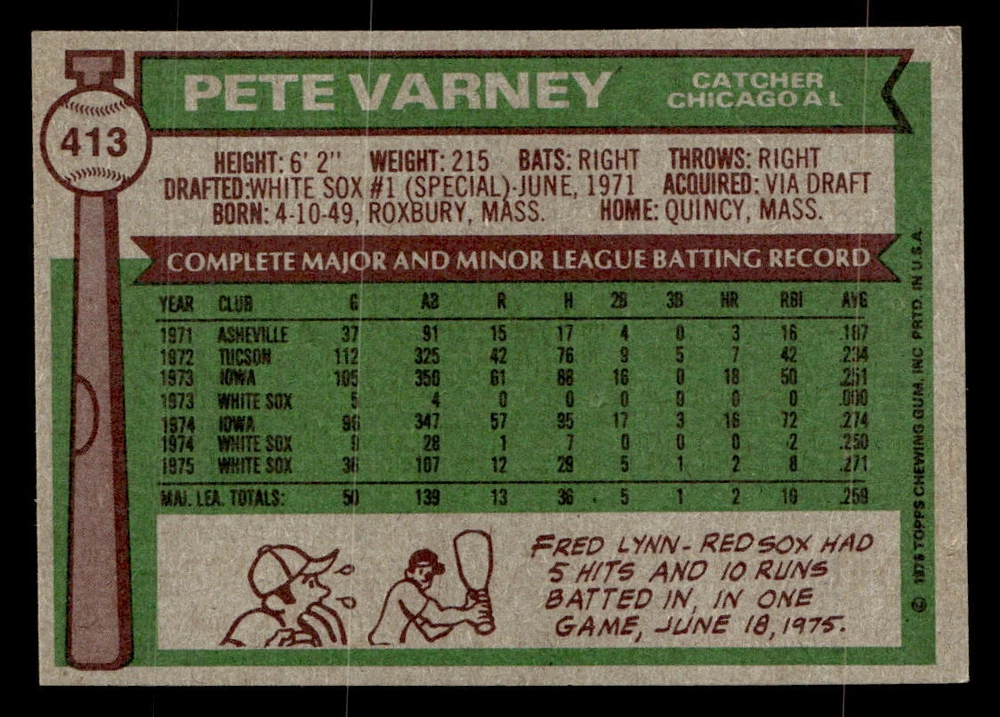 413
PETE VARNEY
CATCHER
CHICAGO A L
HEIGHT: 6' 2" WEIGHT: 215 BATS: RIGHT THROWS: RIGHT
DRAFTED: WHITE SOX #1 (SPECIAL)-JUNE, 1971 ACQUIRED: VIA DRAFT
BORN: 4-10-49, ROXBURY, MASS. HOME: QUINCY, MASS.
COMPLETE MAJOR AND MINOR LEAGUE BATTING RECORD
YEAR CLUB G AB R H 2B 3B HR RBI AVG
1971 ASHEVILLE 37 91 15 17 4 0 3 16 .187
1972 TUCSON 112 325 42 76 9 5 7 42 .234
1973 IOWA 105 350 61 88 16 0 18 50 .251
1973 WHITE SOX 5 4 0 0 0 0 0 0 .000
1974 IOWA 96 347 57 95 17 3 16 72 .274
1974 WHITE SOX 9 28 1 7 0 0 0 2 .250
1975 WHITE SOX 36 107 12 29 5 1 2 8 .271
MAJ. LEA. TOTALS: 50 139 13 36 5 1 2 10 .259
FRED LYNN-RED SOX HAD
5 HITS AND 10 RUNS
BATTED IN, IN ONE
GAME, JUNE 18, 1975.
© 1976 TOPPS CHEWING GUM, INC PRTD. IN U.S.A.